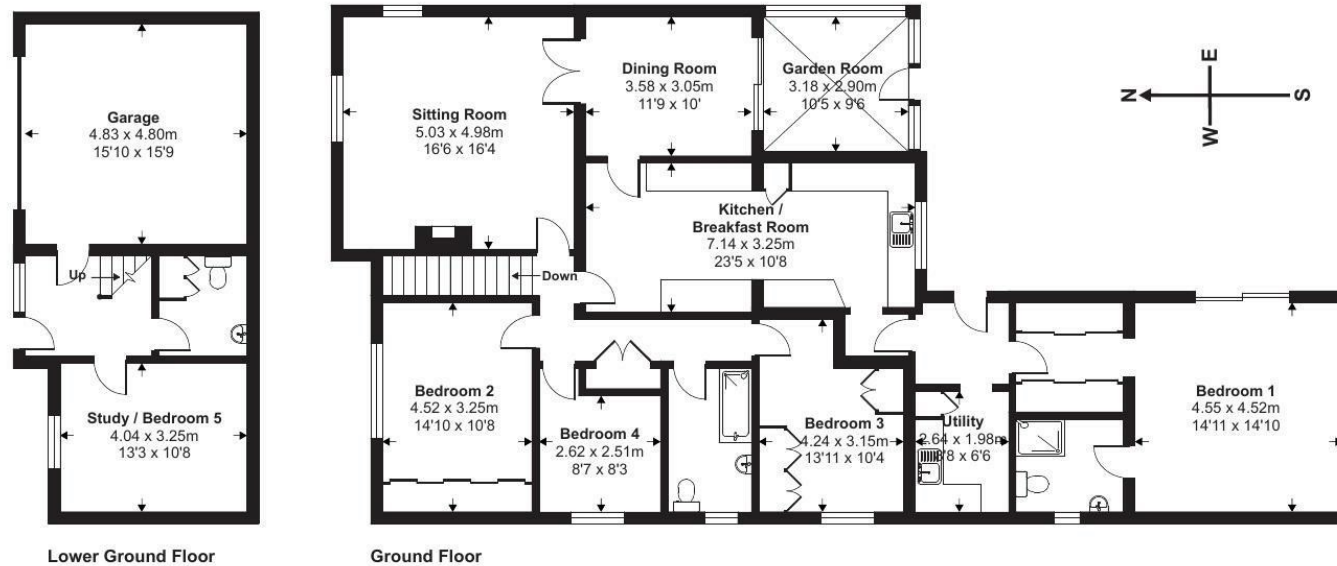 Garage
4.83 x 4.80m
15'10 x 15'9
Up
Study / Bedroom 5
4.04 x 3.25m
13'3 x 10'8
Lower Ground Floor
Sitting Room
5.03 x 4.98m
16'6 x 16'4
Dining Room
3.58 x 3.05m
11'9 x 10'
Garden Room
3.18 x 2.90m
10'5 x 9'6
Kitchen /
Breakfast Room
7.14 x 3.25m
23'5 x 10'8
Down
Bedroom 2
4.52 x 3.25m
14'10 x 10'8
Bedroom 4
2.62 x 2.51m
8'7 x 8'3
Bedroom 3
4.24 x 3.15m
13'11 x 10'4
Utility
2.64 x 1.98m
8'8 x 6'6
Bedroom 1
4.55 x 4.52m
14'11 x 14'10
Ground Floor
N
E
S
W